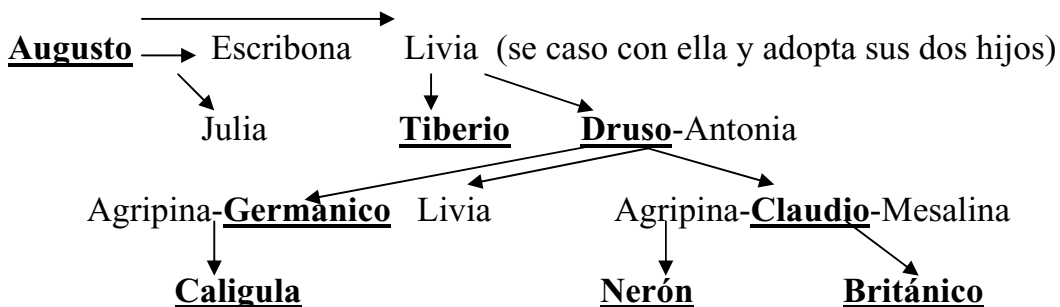 Augusto Escribona Livia (se caso con ella y adopta sus dos hijos)
Julia Tiberio Druso-Antonia
Agripina-Germanico Livia Agripina-Claudio-Mesalina
Caligula Nerón Británico